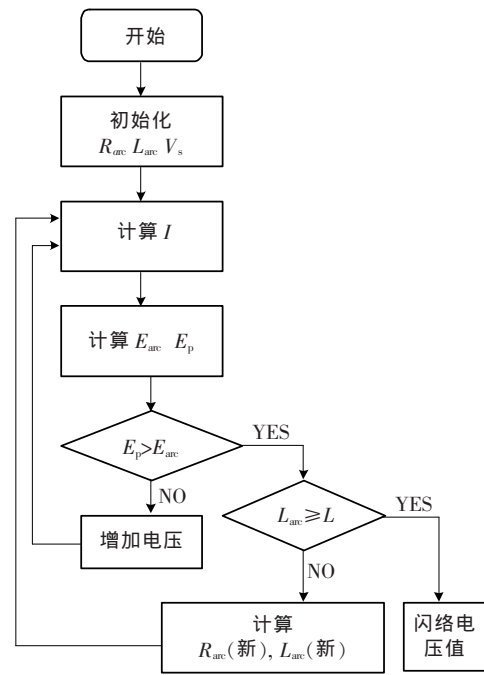 开始
初始化
Rarc Larc Vs
计算 I
计算 Earc Ep
Ep>Earc
YES
NO
Larc≥L
YES
增加电压
NO
计算
Rarc(新), Larc(新)
闪络电
压值